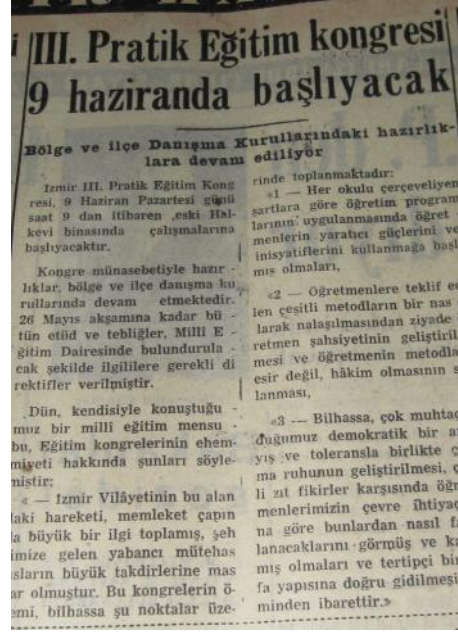 III. Pratik Eğitim kongresi
9 haziranda başlıyacak
Bölge ve ilçe Danışma Kurullarındaki hazırlık-
lara devam ediliyor
İzmir III. Pratik Eğitim Kong
resi, 9 Haziran Pazartesi günü
saat 9 dan itibaren ,eski Hal-
kevi binasında çalışmalarına
başlıyacaktır.
Kongre münasebetiyle hazır -
lıklar, bölge ve ilçe danışma ku
rullarında devam etmektedir.
26 Mayıs akşamına kadar bü -
tün etüd ve tebliğler, Milli E -
ğitim Dairesinde bulundurula -
cak şekilde ilgililere gerekli di
rektifler verilmiştir.
Dün, kendisiyle konuştuğu -
muz bir milli eğitim mensu -
bu, Eğitim kongrelerinin ehem-
miyeti hakkında şunları söyle-
miştir:
« — İzmir Vilâyetinin bu alan
daki hareketi, memleket çapın
a büyük bir ilgi toplamış, şeh
imize gelen yabancı mütehas
sların büyük takdirlerine mas
ar olmuştur. Bu kongrelerin ö-
emi, bilhassa şu noktalar üze-
rinde toplanmaktadır:
«1 — Her okulu çerçeveliyen
şartlara göre öğretim program
larının uygulanmasında öğret -
menlerin yaratıcı güçlerini ve
inisyatiflerini kullanmağa başl
mış olmaları,
«2 — Öğretmenlere teklif ed
len çeşitli metodların bir nas
larak nalaşılmasından ziyade
retmen şahsiyetinin geliştiril
mesi ve öğretmenin metodla
esir değil, hâkim olmasının s
lanması,
«3 — Bilhassa, çok muhtaç
duğumuz demokratik bir a
yış ve toleransla birlikte ç
ma ruhunun geliştirilmesi, ç
li zıt fikirler karşısında öğr
menlerimizin çevre ihtiyaç
na göre bunlardan nasıl fa
lanacaklarını görmüş ve ka
mış olmaları ve tertipçi bir
fa yapısına doğru gidilmesi
minden ibarettir.»